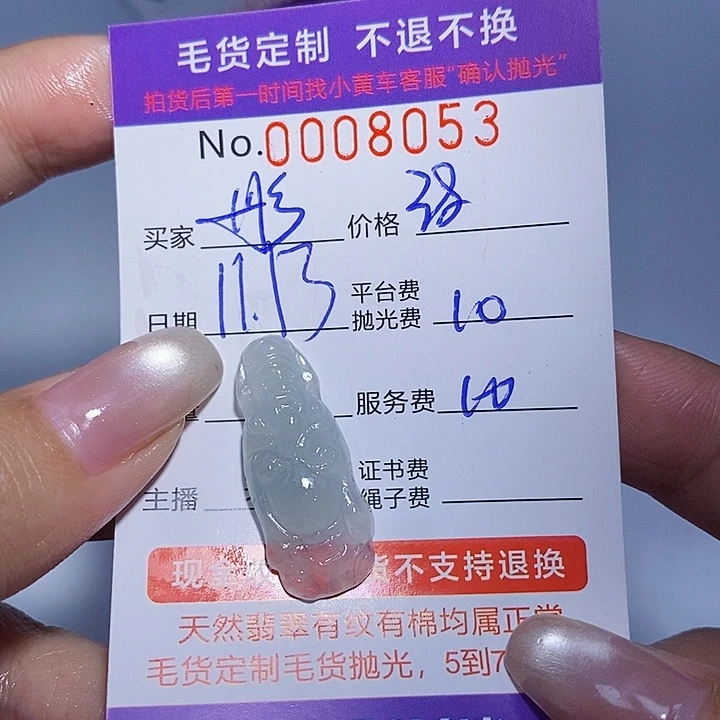 毛货定制 不退不换
拍货后第一时间找小黄车客服“确认抛光”
No.0008053
买家 价格
日期 11.13 平台费
抛光费 10
服务费 10
证书费
主播 绳子费
现 货不支持退换
天然翡翠有纹有棉均属正常
毛货定制毛货抛光，5到7